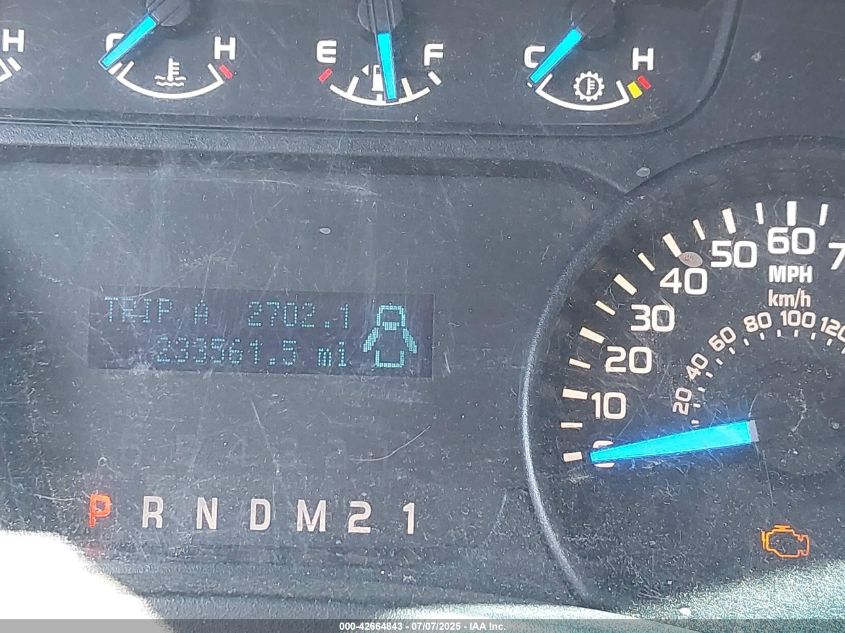 H
C H
E F
C H
TRIP A 2702.1
233561.5 mi
P R N D M 2 1
0 10 20 30 40 50 60 7
MPH
km/h
20 40 60 80 100 120
000-42664843 / 07/07/2025 - IAA Inc.